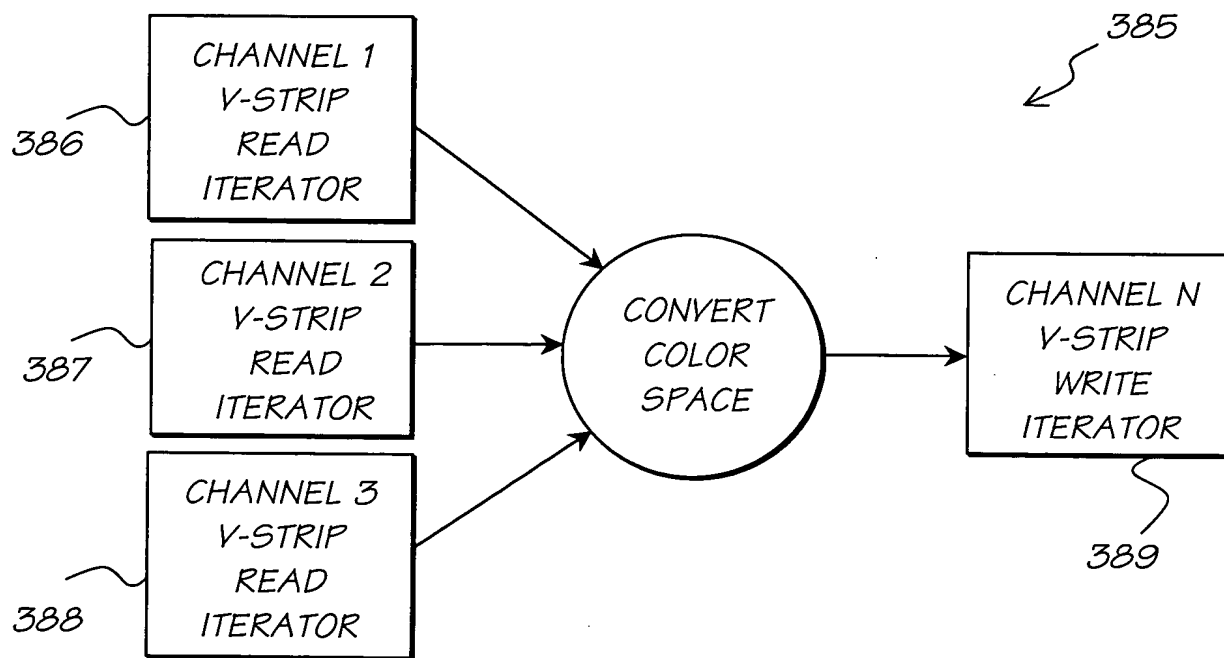 385
CHANNEL 1
V-STRIP
READ
ITERATOR
386
CHANNEL 2
V-STRIP
READ
ITERATOR
387
CHANNEL 3
V-STRIP
READ
ITERATOR
388
CONVERT
COLOR
SPACE
CHANNEL N
V-STRIP
WRITE
ITERATOR
389